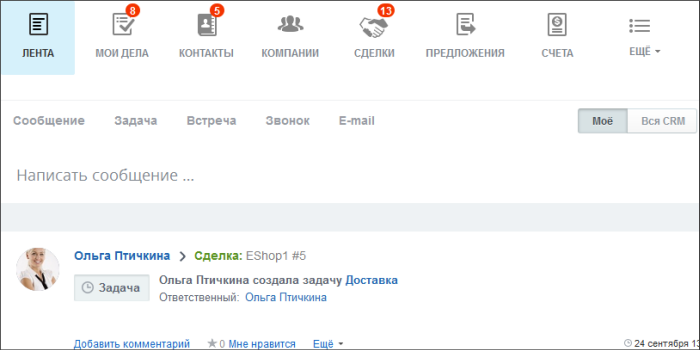 8 5 13
ЛЕНТА МОИ ДЕЛА КОНТАКТЫ КОМПАНИИ СДЕЛКИ ПРЕДЛОЖЕНИЯ СЧЕТА ЕЩЁ
Сообщение Задача Встреча Звонок E-mail Моё Вся CRM
Написать сообщение ...
Ольга Птичкина > Сделка: EShop1 #5
Задача Ольга Птичкина создала задачу Доставка
Ответственный: Ольга Птичкина
Добавить комментарий 0 Мне нравится Ещё 24 сентября